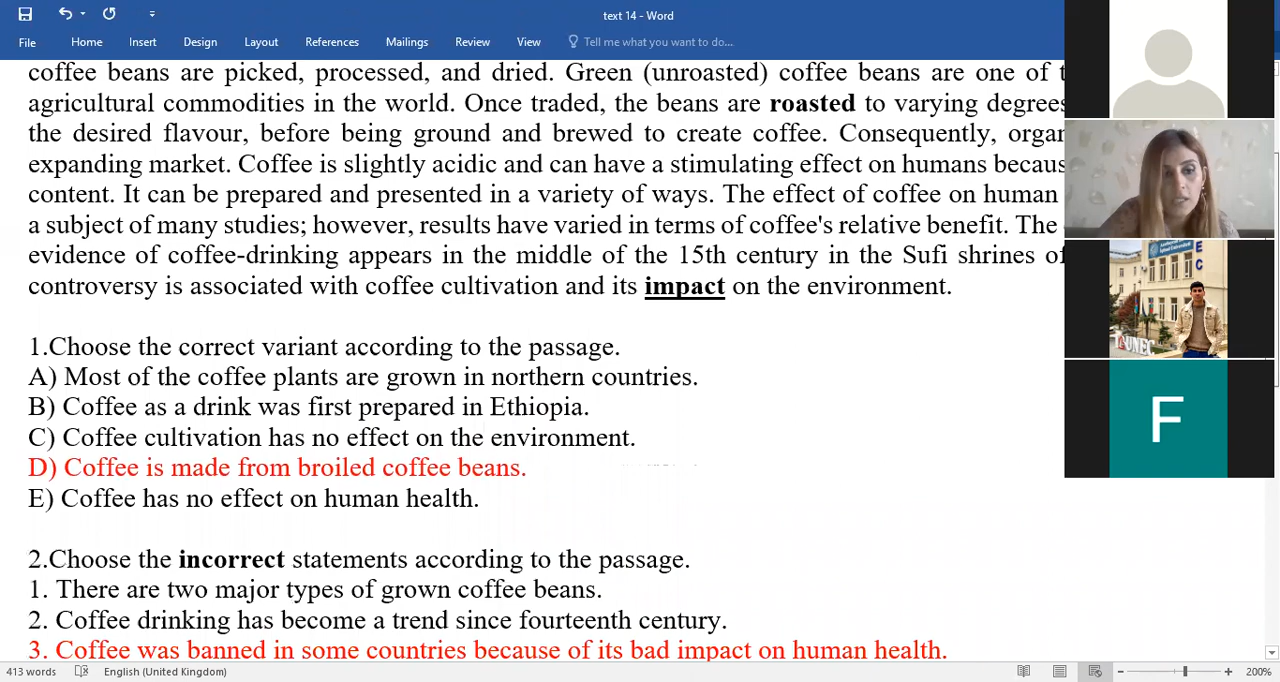 text 14 - Word
File Home Insert Design Layout References Mailings Review View Tell me what you want to do...
coffee beans are picked, processed, and dried. Green (unroasted) coffee beans are one of t
agricultural commodities in the world. Once traded, the beans are roasted to varying degrees
the desired flavour, before being ground and brewed to create coffee. Consequently, organ
expanding market. Coffee is slightly acidic and can have a stimulating effect on humans becaus
content. It can be prepared and presented in a variety of ways. The effect of coffee on human
a subject of many studies; however, results have varied in terms of coffee's relative benefit. The
evidence of coffee-drinking appears in the middle of the 15th century in the Sufi shrines of
controversy is associated with coffee cultivation and its impact on the environment.
1.Choose the correct variant according to the passage.
A) Most of the coffee plants are grown in northern countries.
B) Coffee as a drink was first prepared in Ethiopia.
C) Coffee cultivation has no effect on the environment.
D) Coffee is made from broiled coffee beans.
E) Coffee has no effect on human health.
2.Choose the incorrect statements according to the passage.
1. There are two major types of grown coffee beans.
2. Coffee drinking has become a trend since fourteenth century.
3. Coffee was banned in some countries because of its bad impact on human health.
413 words English (United Kingdom) 200%
UNEC
F